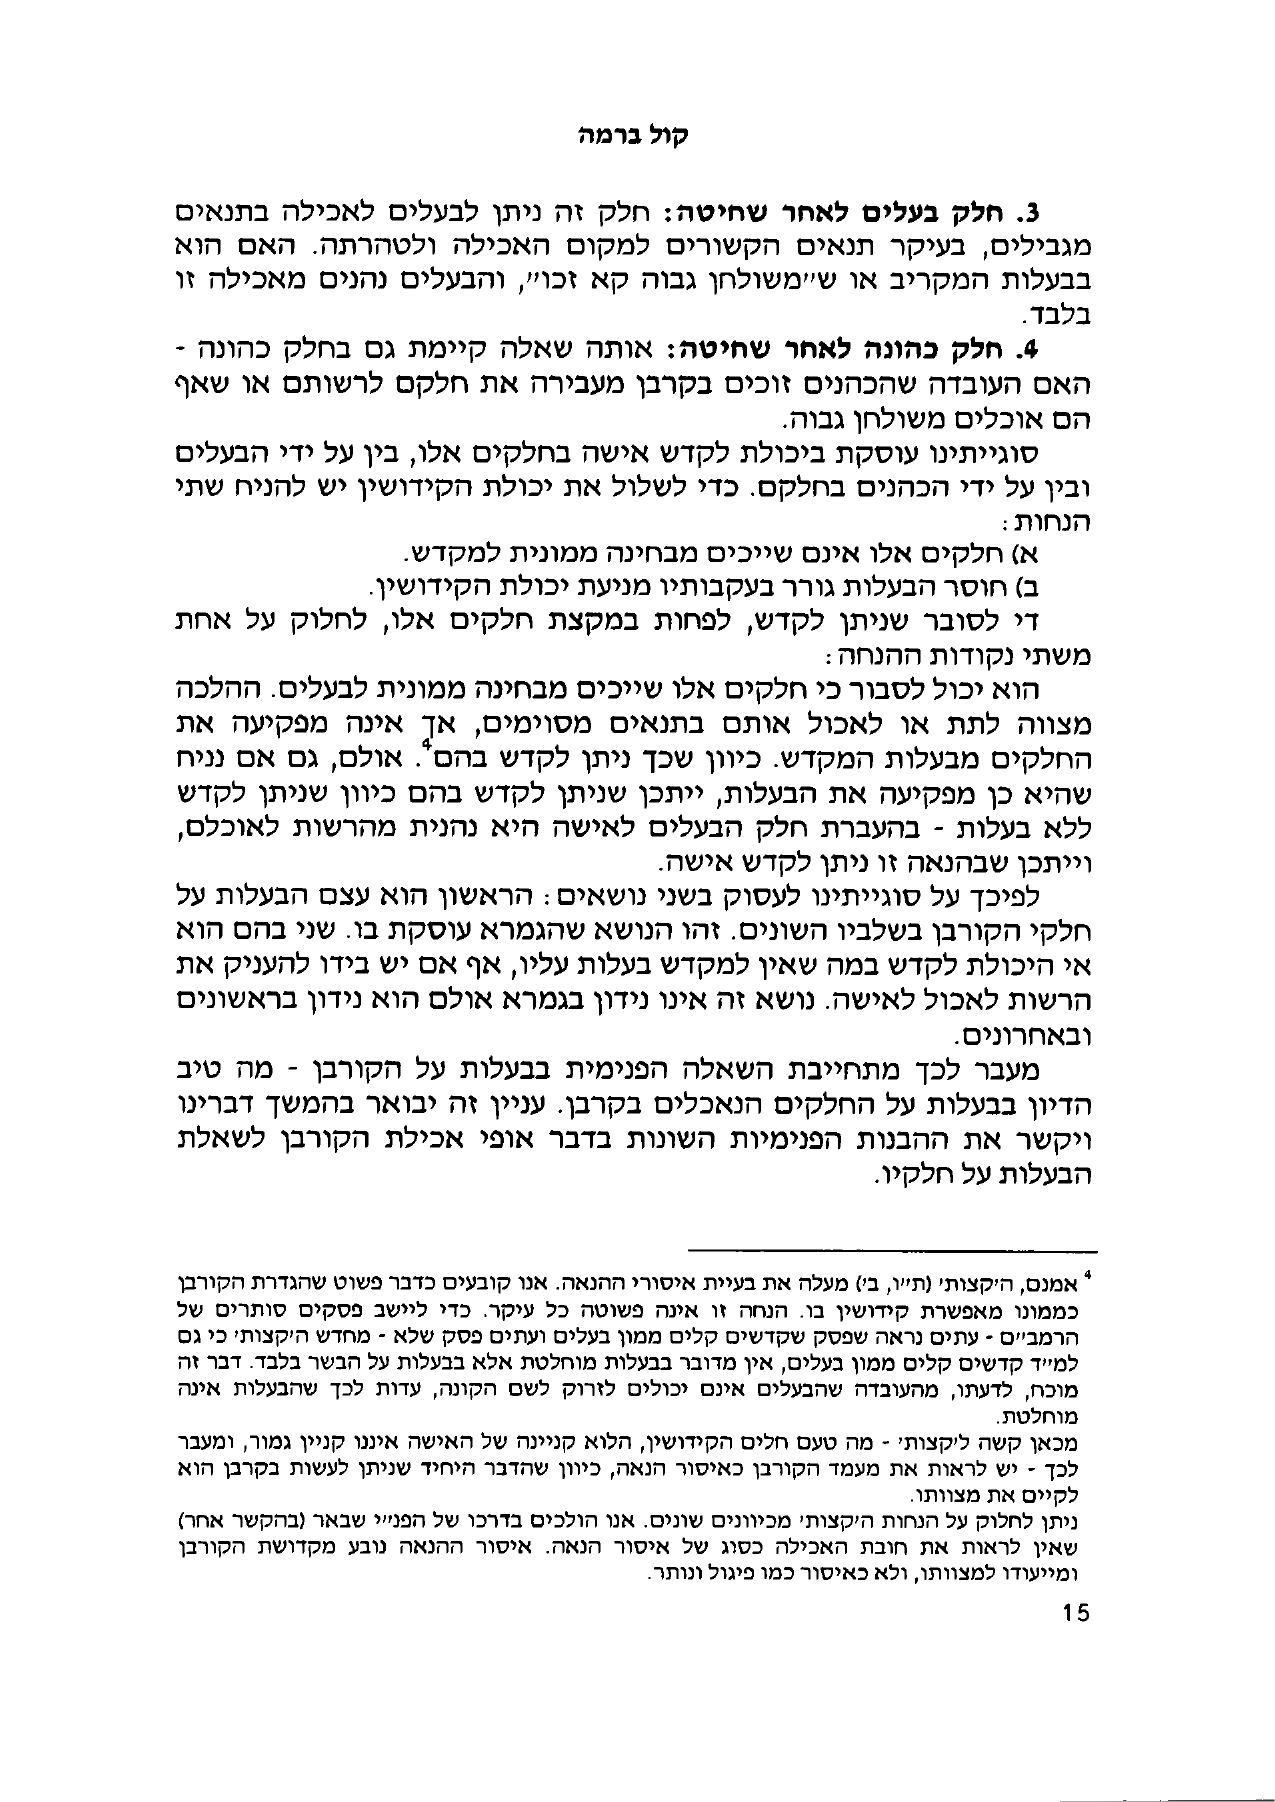 קול ברמה
3. חלק בעלים לאחר שחיטה: חלק זה ניתן לבעלים לאכילה בתנאים
מגבילים, בעיקר תנאים הקשורים למקום האכילה ולטהרתה. האם הוא
בבעלות המקריב או ש"משולחן גבוה קא זכו", והבעלים נהנים מאכילה זו
בלבד.
4. חלק כהונה לאחר שחיטה: אותה שאלה קיימת גם בחלק כהונה -
האם העובדה שהכהנים זוכים בקרבן מעבירה את חלקם לרשותם או שאף
הם אוכלים משולחן גבוה.
סוגייתינו עוסקת ביכולת לקדש אישה בחלקים אלו, בין על ידי הבעלים
ובין על ידי הכהנים בחלקם. כדי לשלול את יכולת הקידושין יש להניח שתי
הנחות:
א) חלקים אלו אינם שייכים מבחינה ממונית למקדש.
ב) חוסר הבעלות גורר בעקבותיו מניעת יכולת הקידושין.
די לסובר שניתן לקדש, לפחות במקצת חלקים אלו, לחלוק על אחת
משתי נקודות ההנחה:
הוא יכול לסבור כי חלקים אלו שייכים מבחינה ממונית לבעלים. ההלכה
מצווה לתת או לאכול אותם בתנאים מסוימים, אך אינה מפקיעה את
החלקים מבעלות המקדש. כיוון שכך ניתן לקדש בהם⁴. אולם, גם אם נניח
שהיא כן מפקיעה את הבעלות, ייתכן שניתן לקדש בהם כיוון שניתן לקדש
ללא בעלות - בהעברת חלק הבעלים לאישה היא נהנית מהרשות לאוכלם,
וייתכן שבהנאה זו ניתן לקדש אישה.
לפיכך על סוגייתינו לעסוק בשני נושאים: הראשון הוא עצם הבעלות על
חלקי הקורבן בשלביו השונים. זהו הנושא שהגמרא עוסקת בו. שני בהם הוא
אי היכולת לקדש במה שאין למקדש בעלות עליו, אף אם יש בידו להעניק את
הרשות לאכול לאישה. נושא זה אינו נידון בגמרא אולם הוא נידון בראשונים
ובאחרונים.
מעבר לכך מתחייבת השאלה הפנימית בבעלות על הקורבן - מה טיב
הדיון בבעלות על החלקים הנאכלים בקרבן. עניין זה יבואר בהמשך דברינו
ויקשר את ההבנות הפנימיות השונות בדבר אופי אכילת הקורבן לשאלת
הבעלות על חלקיו.
⁴ אמנם, ה'קצות' (ת"ו, ב') מעלה את בעיית איסורי ההנאה. אנו קובעים כדבר פשוט שהגדרת הקורבן
כממונו מאפשרת קידושין בו. הנחה זו אינה פשוטה כל עיקר. כדי ליישב פסקים סותרים של
הרמב"ם - עתים נראה שפסק שקדשים קלים ממון בעלים ועתים פסק שלא - מחדש ה'קצות' כי גם
למ"ד קדשים קלים ממון בעלים, אין מדובר בבעלות מוחלטת אלא בבעלות על הבשר בלבד. דבר זה
מוכח, לדעתו, מהעובדה שהבעלים אינם יכולים לזרוק לשם הקונה, עדות לכך שהבעלות אינה
מוחלטת.
מכאן קשה ל'קצות' - מה טעם חלים הקידושין, הלוא קניינה של האישה איננו קניין גמור, ומעבר
לכך - יש לראות את מעמד הקורבן כאיסור הנאה, כיוון שהדבר היחיד שניתן לעשות בקרבן הוא
לקיים את מצוותו.
ניתן לחלוק על הנחות ה'קצות' מכיוונים שונים. אנו הולכים בדרכו של הפנ"י שבאר (בהקשר אחר)
שאין לראות את חובת האכילה כסוג של איסור הנאה. איסור ההנאה נובע מקדושת הקורבן
ומייעודו למצוותו, ולא כאיסור כמו פיגול ונותר.
15